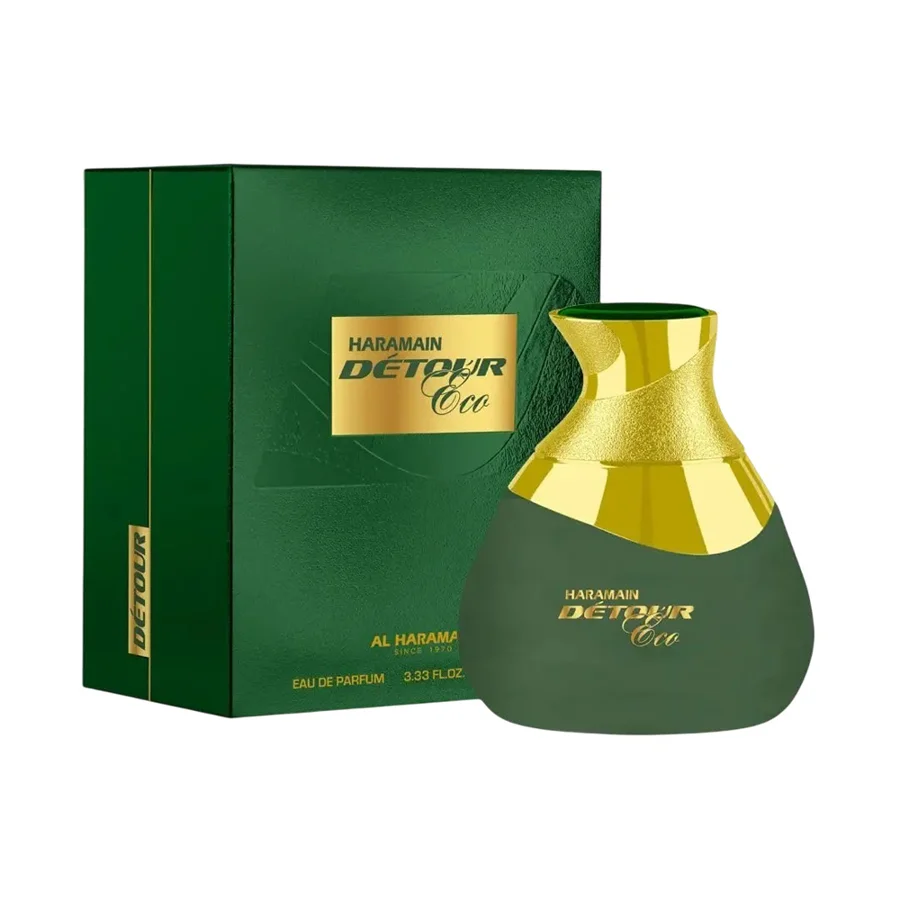 HARAMAIN
DÉTOUR
Eco
DÉTOUR
AL HARAMA
SINCE 1970
EAU DE PARFUM 3.33 FL.OZ.
HARAMAIN
DÉTOUR
Eco